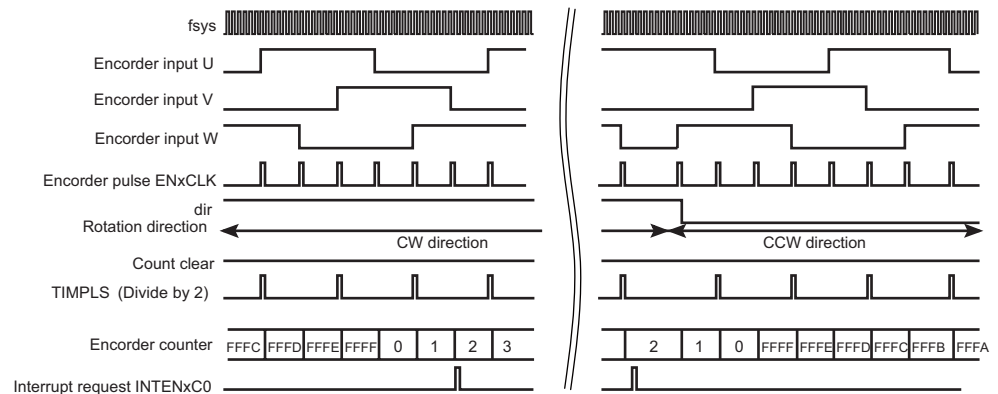 fsys
Encorder input U
Encorder input V
Encorder input W
Encorder pulse ENxCLK
dir
Rotation direction
CW direction
CCW direction
Count clear
TIMPLS (Divide by 2)
Encorder counter
FFFC FFFD FFFE FFFF 0 1 2 3
2 1 0 FFFF FFFE FFFD FFFC FFFB FFFA
Interrupt request INTENxC0